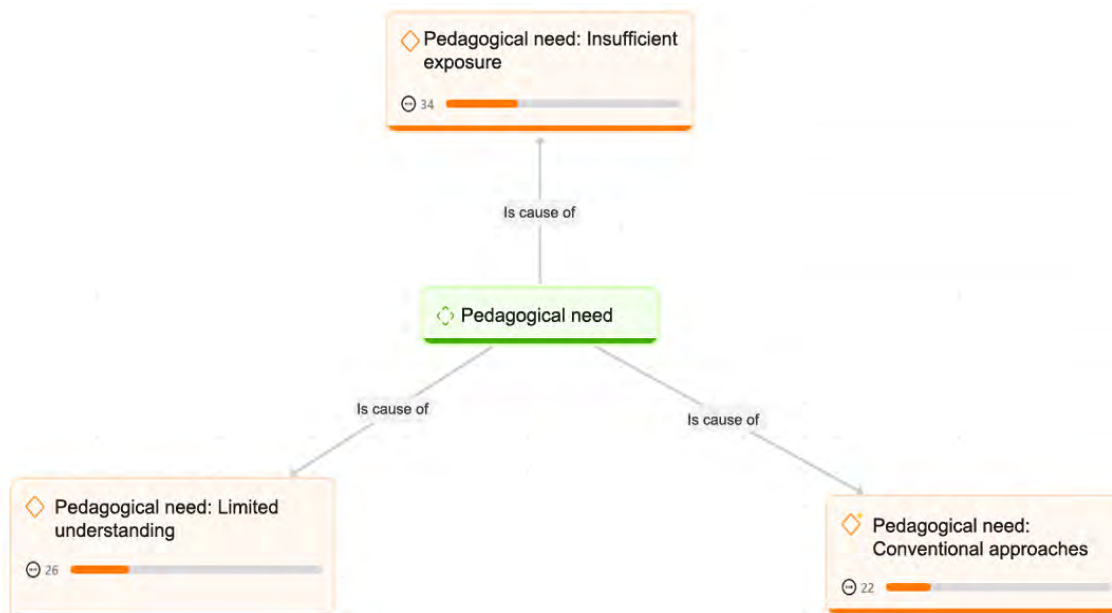 Pedagogical need: Insufficient
exposure
34
Is cause of
Pedagogical need
Is cause of
Is cause of
Pedagogical need: Limited
understanding
26
Pedagogical need:
Conventional approaches
22